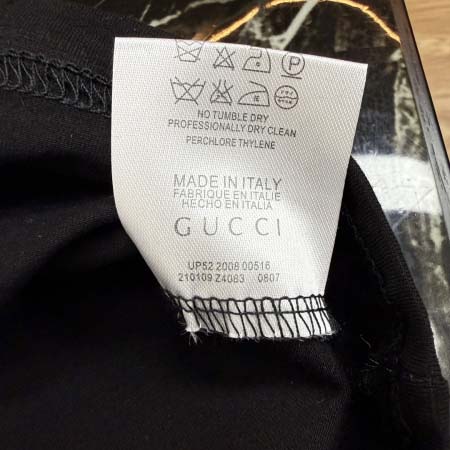 NO TUMBLE DRY
PROFESSIONALLY DRY CLEAN
PERCHLORE THYLENE
MADE IN ITALY
FABRIQUE EN ITALIE
HECHO EN ITALIA
GUCCI
UP52 2008 00516
210109 Z4083 0807